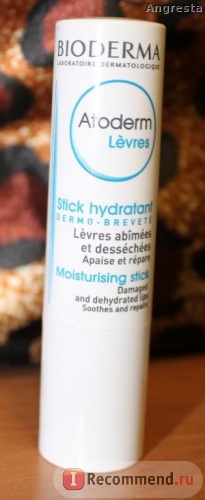 Angresta
BIODERMA
LABORATOIRE DERMATOLOGIQUE
Atoderm
Lèvres
Stick hydratant
DERMO-BREVETÉ
Lèvres abîmées
et desséchées
Apaise et répare
Moisturising stick
Damaged
and dehydrated lips
Soothes and repairs
I Recommend.ru